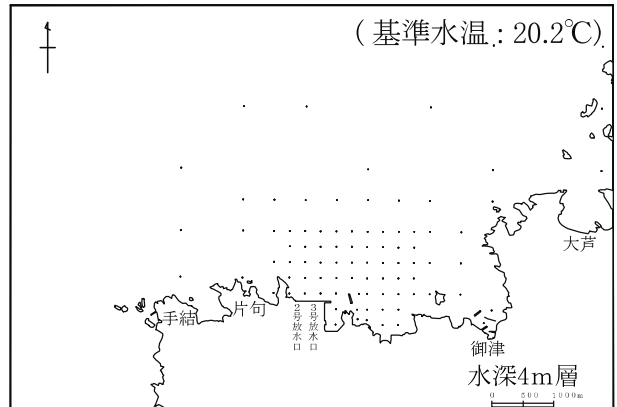 (基準水温：20.2℃)
大芦
片句
手結
2号放水口
3号放水口
御津
水深4m層
0 500 1000m